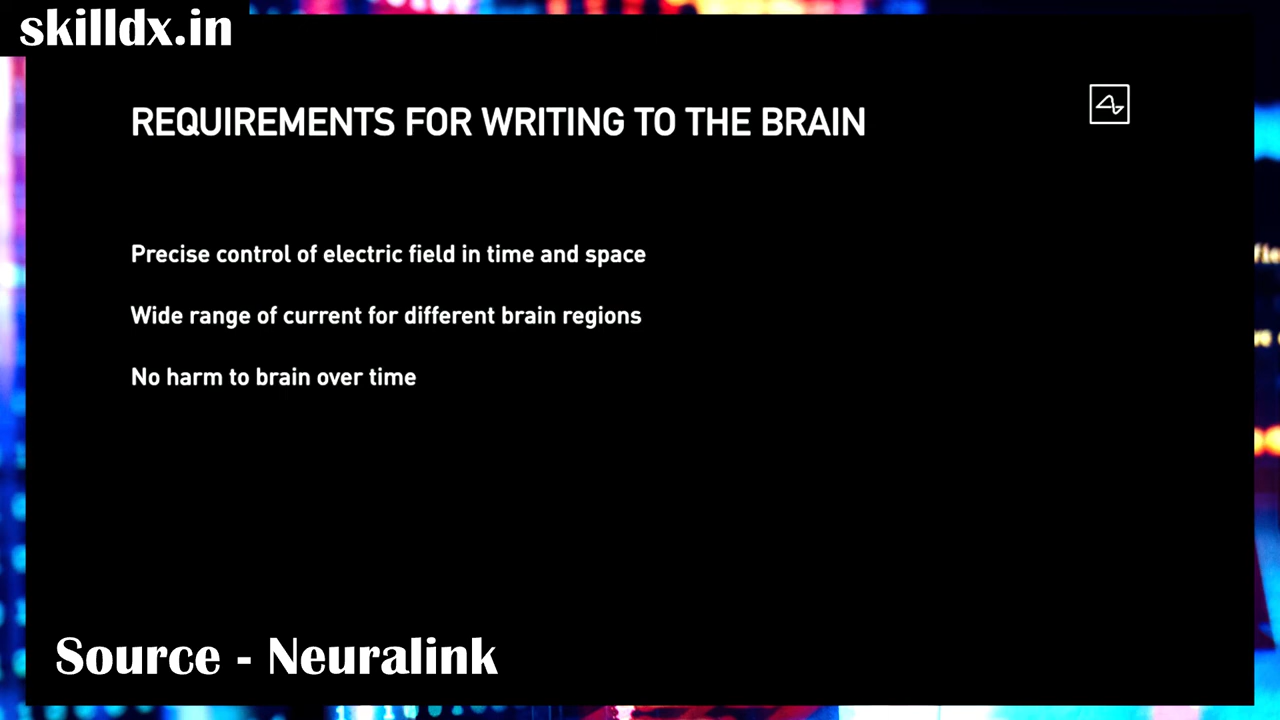 skilldx.in
REQUIREMENTS FOR WRITING TO THE BRAIN
Precise control of electric field in time and space
Wide range of current for different brain regions
No harm to brain over time
Source - Neuralink